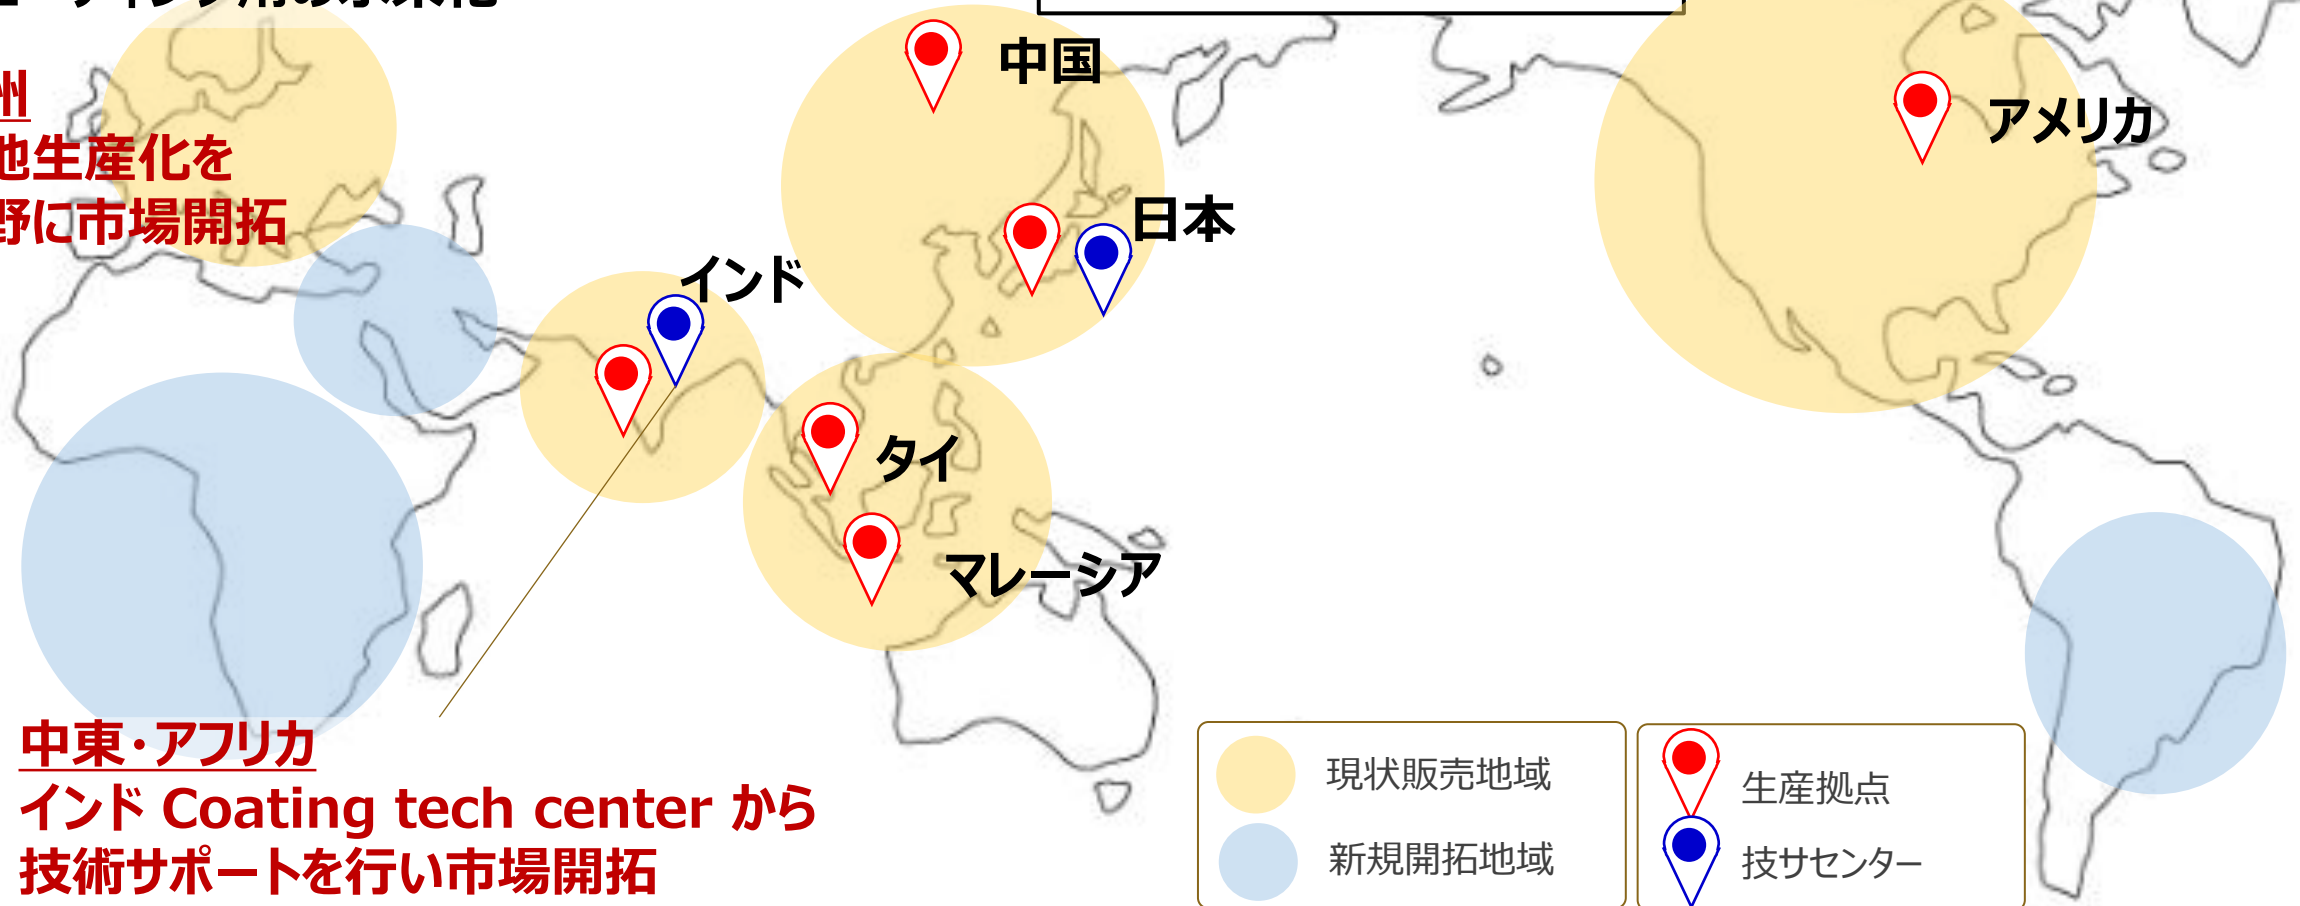 中国
アメリカ
州
地生産化を
野に市場開拓
日本
インド
タイ
マレーシア
中東・アフリカ
インド Coating tech center から
技術サポートを行い市場開拓
現状販売地域
新規開拓地域
生産拠点
技サセンター